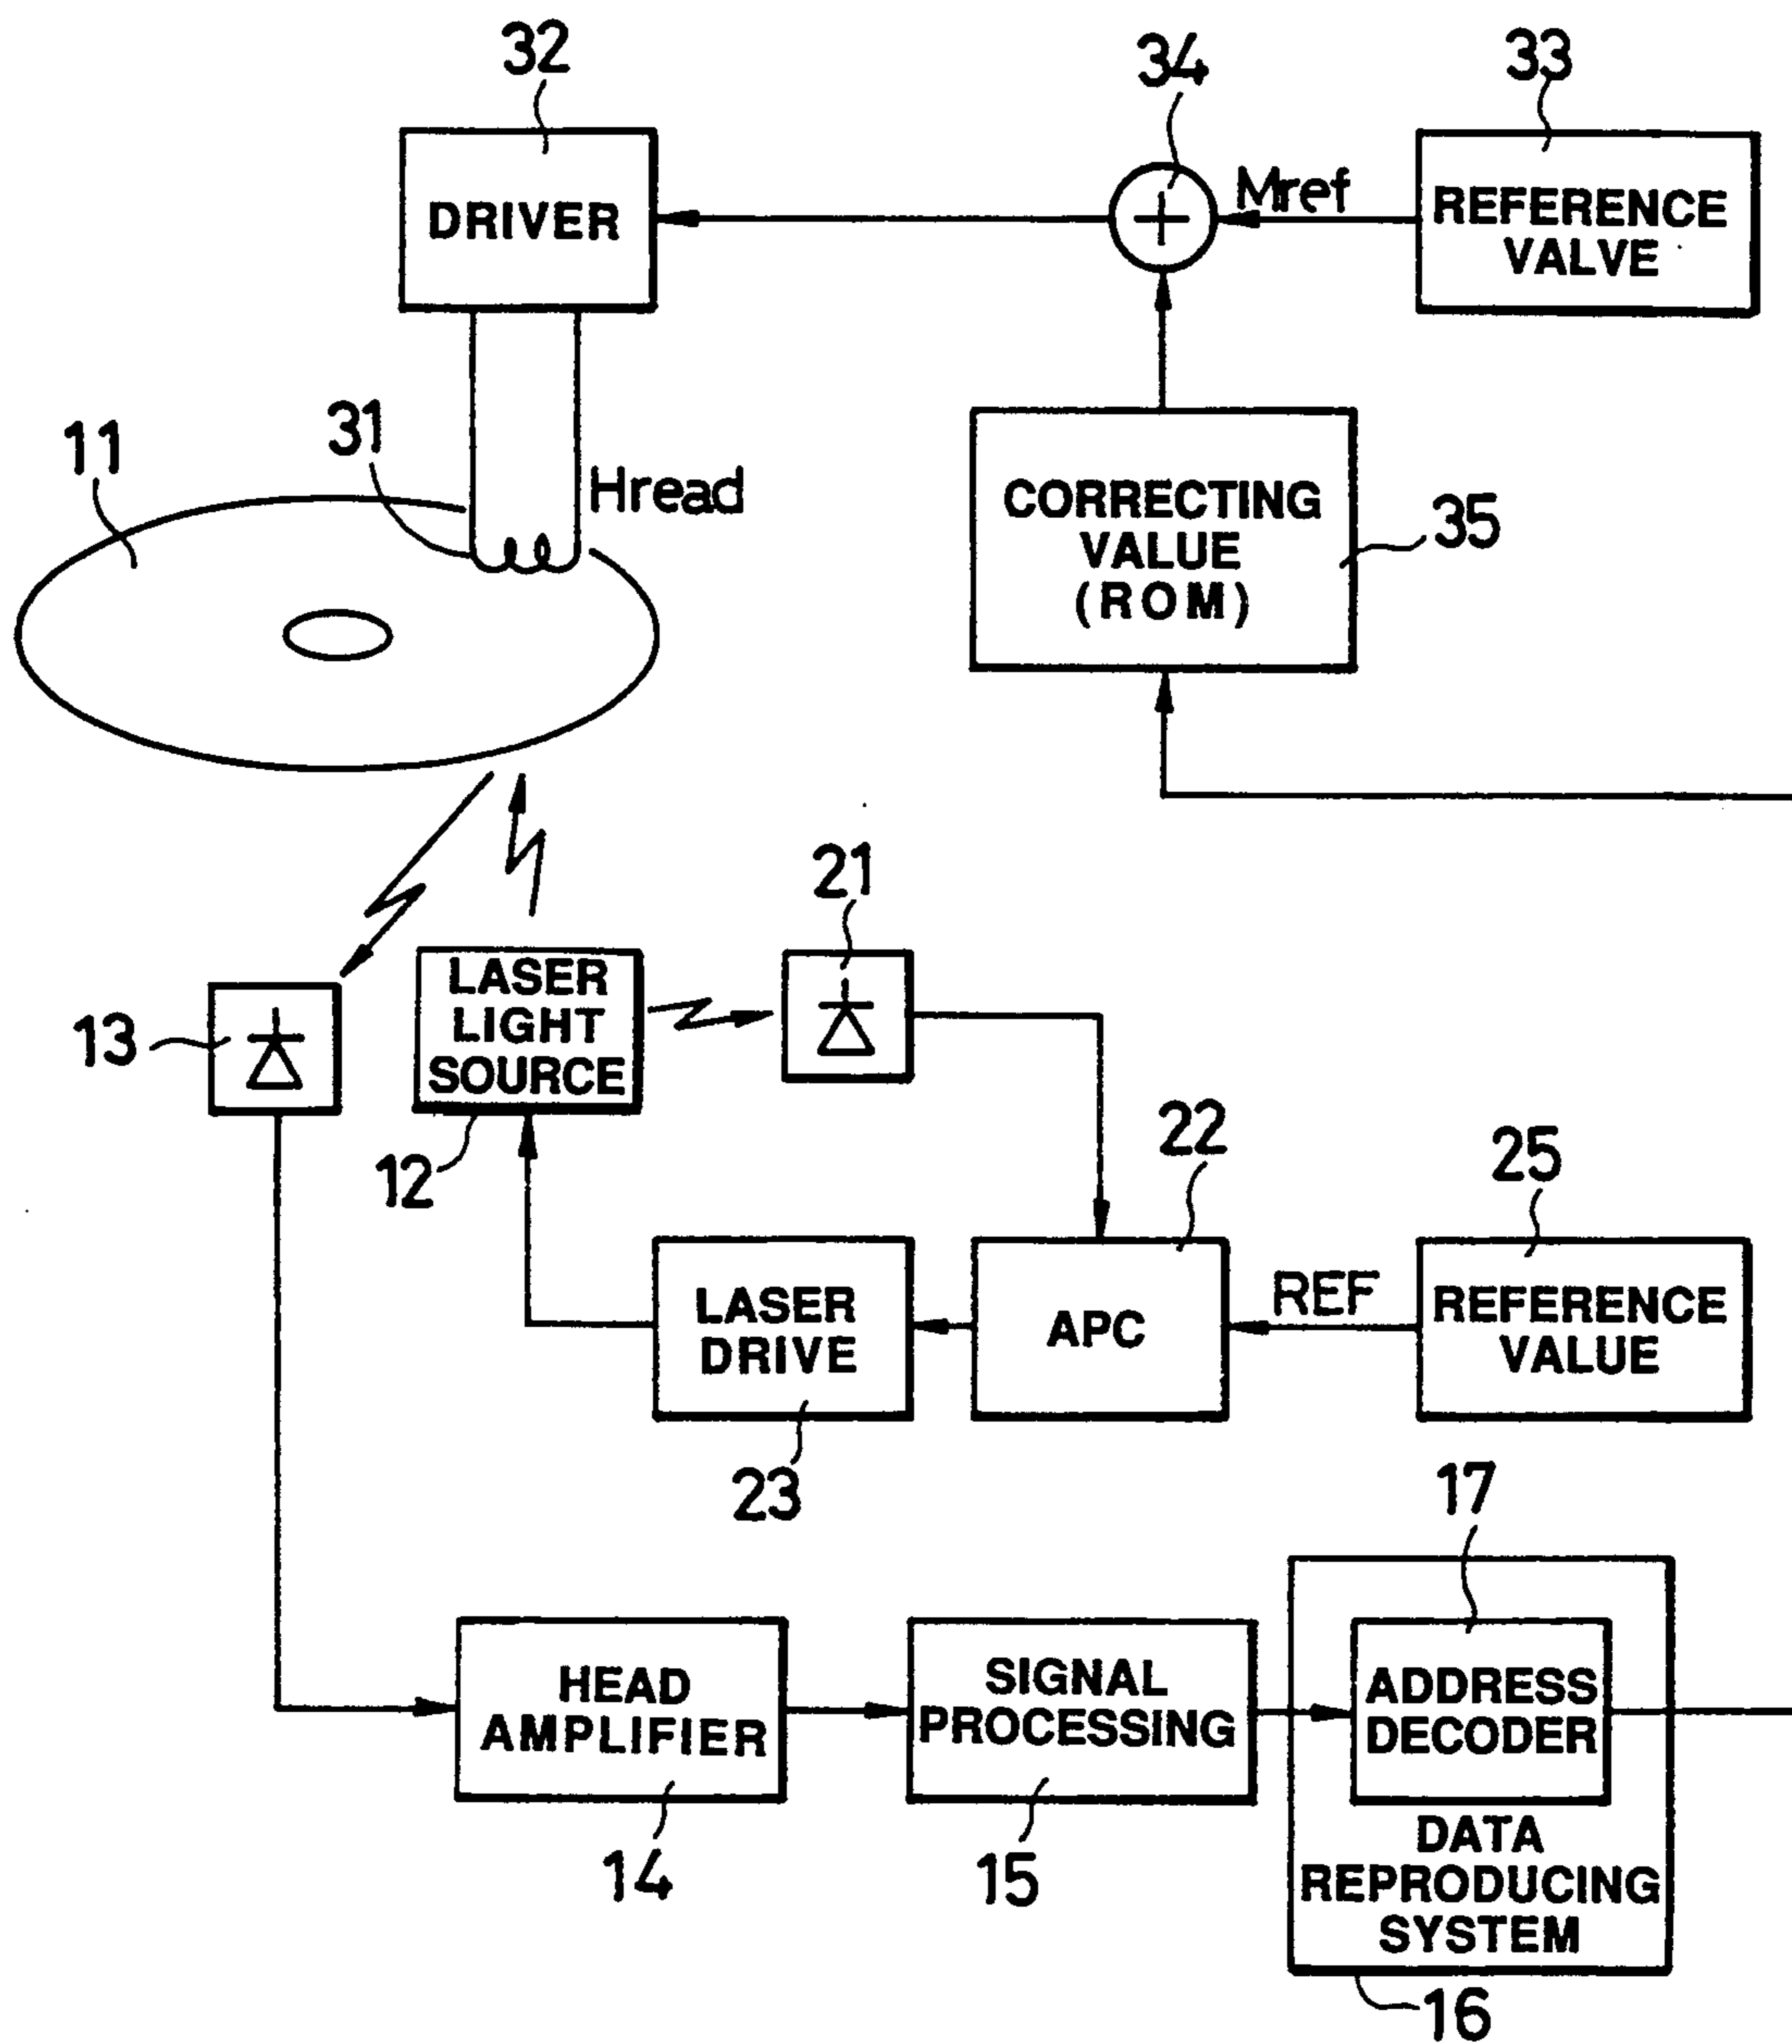 32
34
33
DRIVER
Mref
REFERENCE
VALVE
31
11
Hread
CORRECTING
VALUE
(ROM)
35
21
LASER
LIGHT
SOURCE
13
12
22
25
LASER
DRIVE
APC
REF
REFERENCE
VALUE
23
17
HEAD
AMPLIFIER
SIGNAL
PROCESSING
ADDRESS
DECODER
DATA
REPRODUCING
SYSTEM
14
15
16